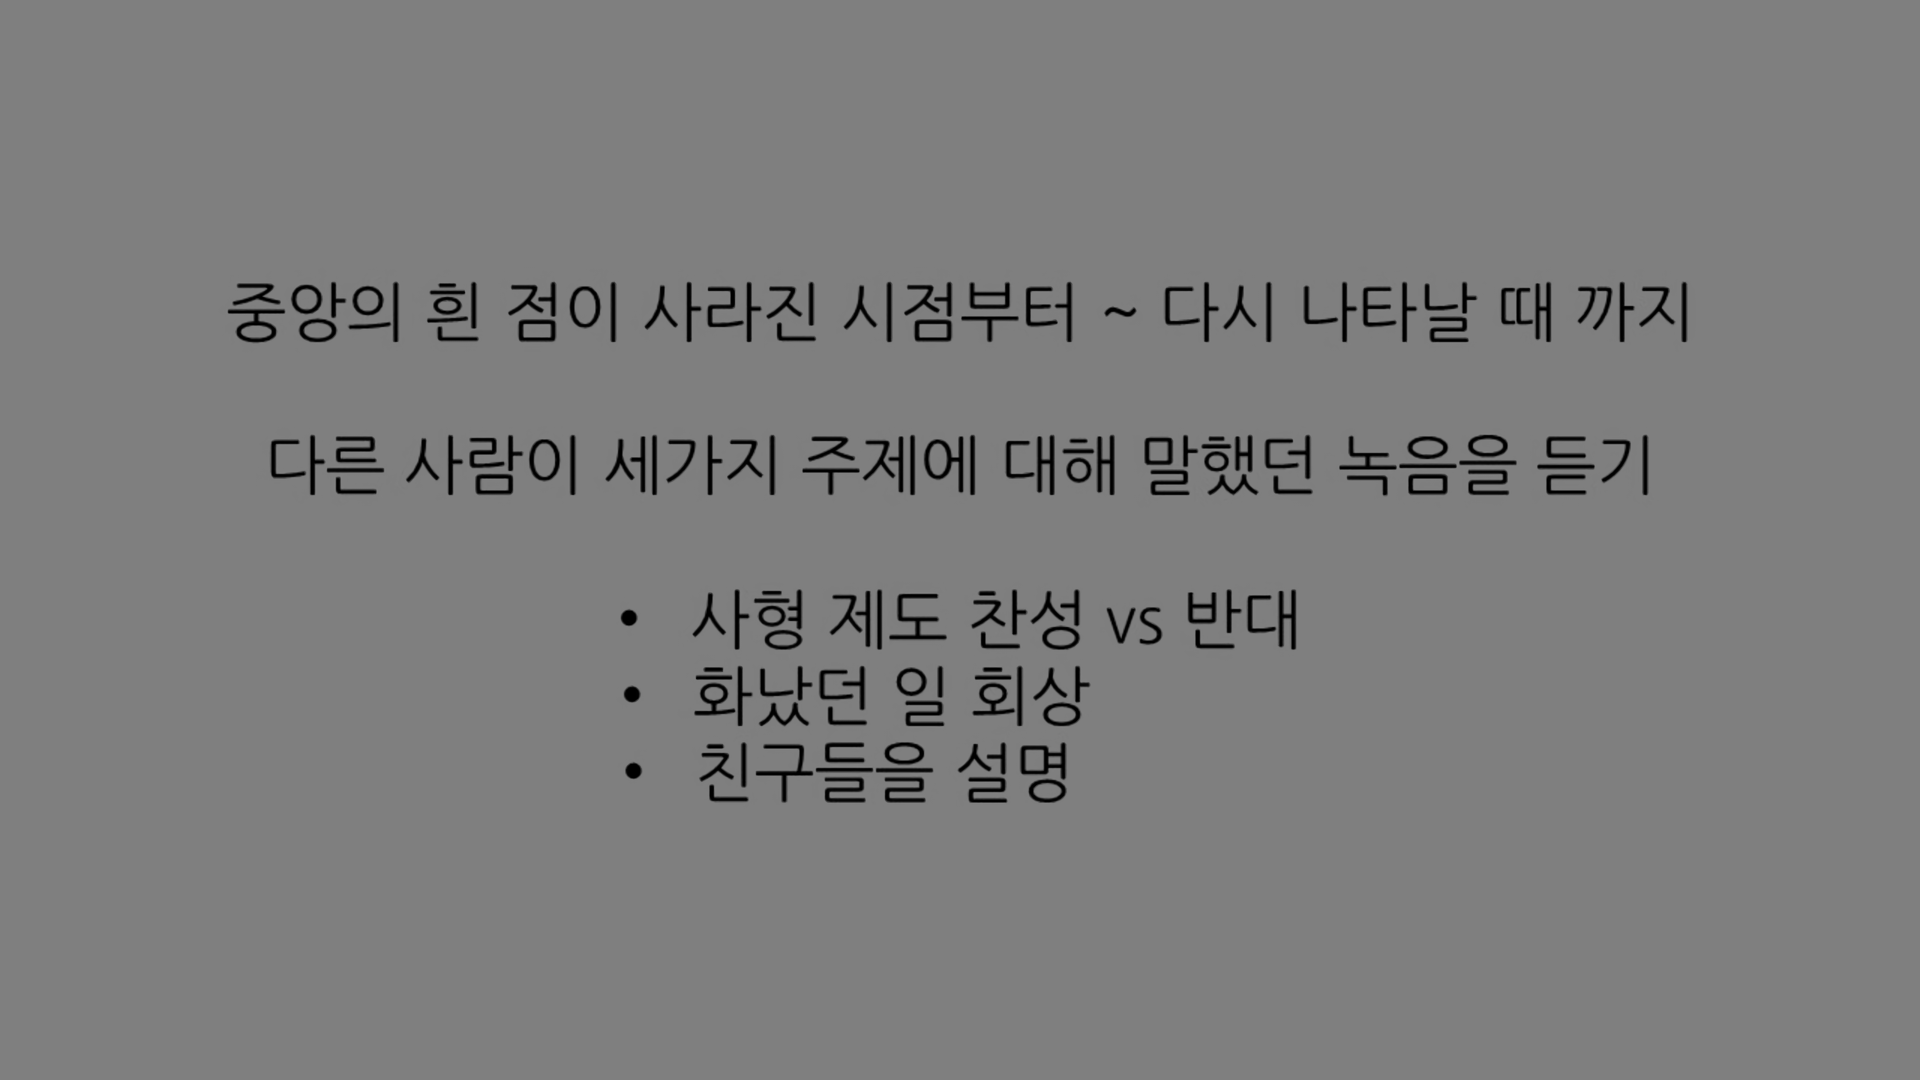 중앙의 흰 점이 사라진 시점부터 ~ 다시 나타날 때 까지
다른 사람이 세가지 주제에 대해 말했던 녹음을 듣기
• 사형 제도 찬성 vs 반대
• 화났던 일 회상
• 친구들을 설명